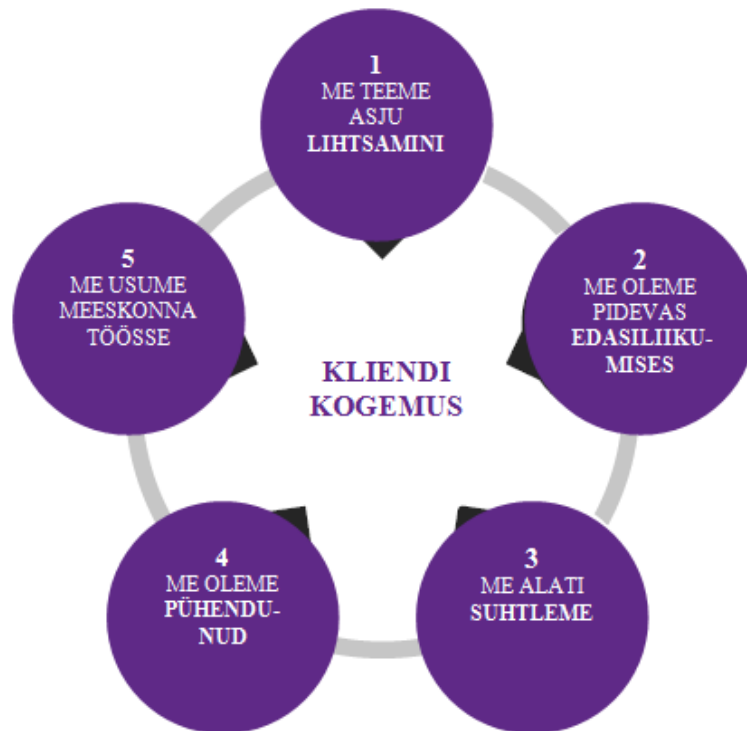 1
ME TEEME
ASJU
LIHTSAMINI
2
ME OLEME
PIDEVAS
EDASILIIKU-
MISES
3
ME ALATI
SUHTLEME
4
ME OLEME
PÜHENDU-
NUD
5
ME USUME
MEESKONNA
TÖÖSSE
KLIENDI
KOGEMUS